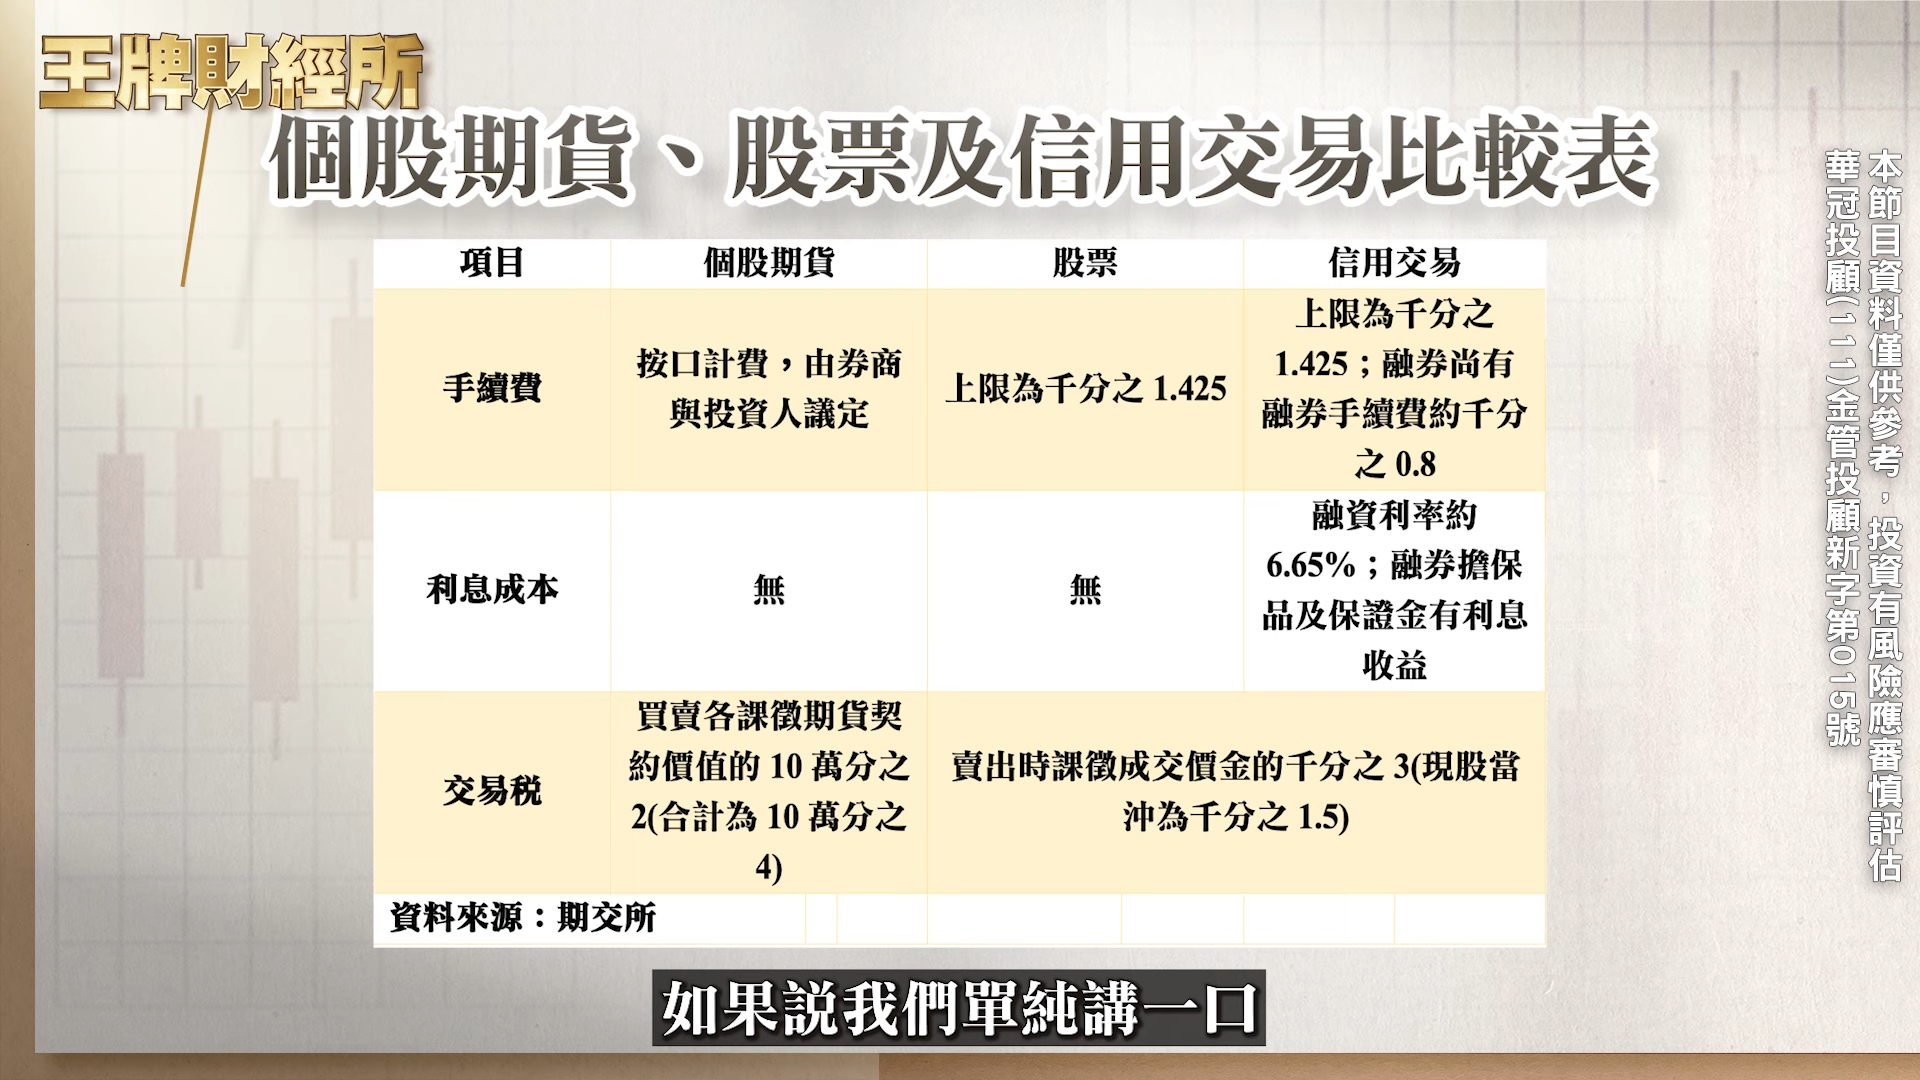 王牌財經所
個股期貨、股票及信用交易比較表
項目
個股期貨
股票
信用交易
手續費
按口計費，由券商
與投資人議定
上限為千分之 1.425
上限為千分之
1.425；融券尚有
融券手續費約千分
之 0.8
利息成本
無
無
融資利率約
6.65%；融券擔保
品及保證金有利息
收益
交易稅
買賣各課徵期貨契
約價值的 10 萬分之
2(合計為 10 萬分之
4)
賣出時課徵成交價金的千分之 3(現股當
沖為千分之 1.5)
資料來源：期交所
本節目資料僅供參考，投資有風險應審慎評估
華冠投顧(111)金管投顧新字第015號
如果說我們單純講一口